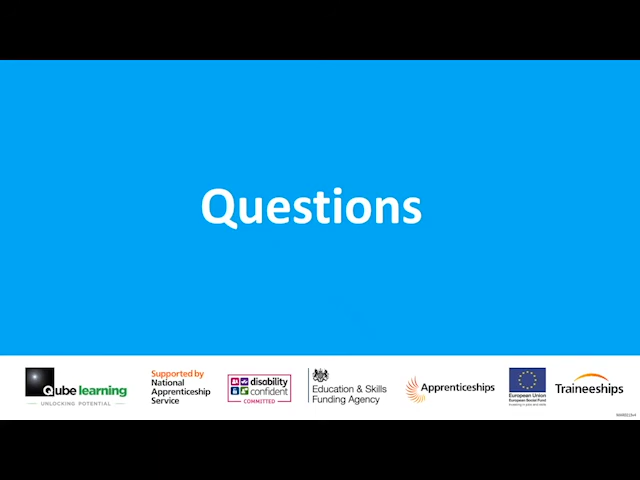 Questions
Qube learning
UNLOCKING POTENTIAL
Supported by
National
Apprenticeship
Service
disability
confident
COMMITTED
Education & Skills
Funding Agency
Apprenticeships
European Union
European Social Fund
Traineeships